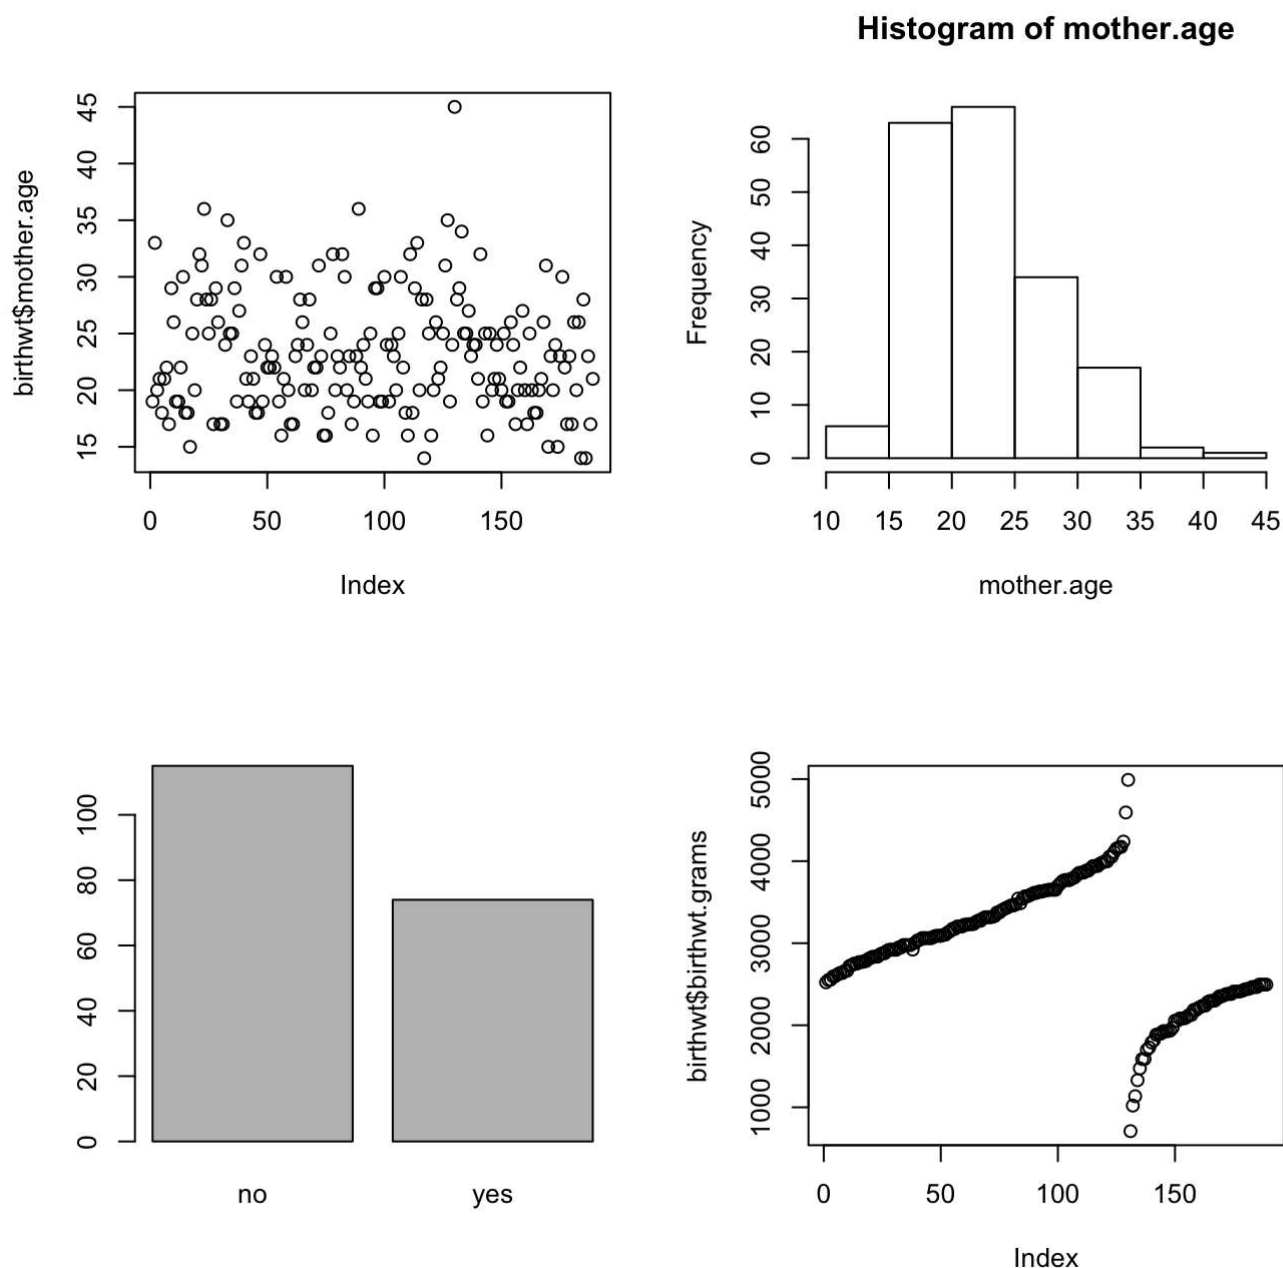 birthwt$mother.age
45
40
35
30
25
20
15
0 50 100 150
Index
Histogram of mother.age
Frequency
60
50
40
30
20
10
0
10 15 20 25 30 35 40 45
mother.age
100
80
60
40
20
0
no yes
birthwt$birthwt.grams
5000
4000
3000
2000
1000
0 50 100 150
Index